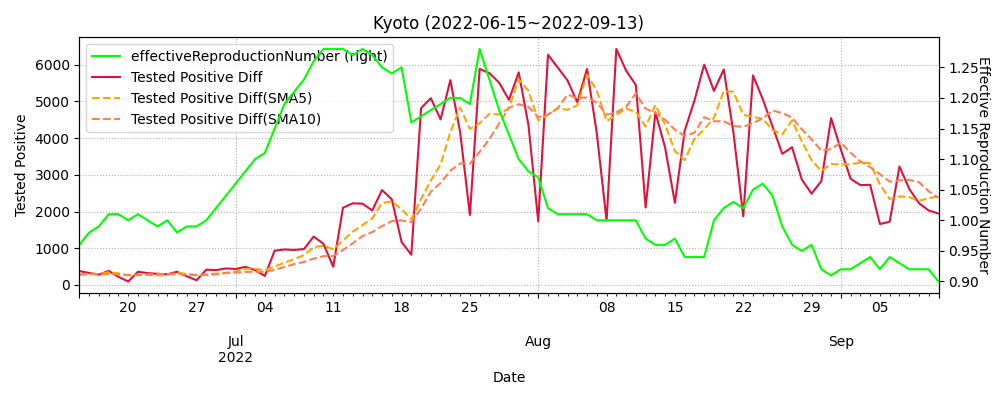 Kyoto (2022-06-15~2022-09-13)
effectiveReproductionNumber (right)
Tested Positive Diff
Tested Positive Diff(SMA5)
Tested Positive Diff(SMA10)
Tested Positive
6000
5000
4000
3000
2000
1000
0
1.25
1.20
1.15
1.10
1.05
1.00
0.95
0.90
Effective Reproduction Number
20 27 04 11 18 25 08 15 22 29 05
Jul Aug Sep
2022
Date